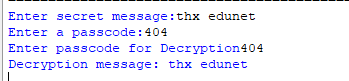 Enter secret message:thx edunet
Enter a passcode:404
Enter passcode for Decryption404
Decryption message: thx edunet